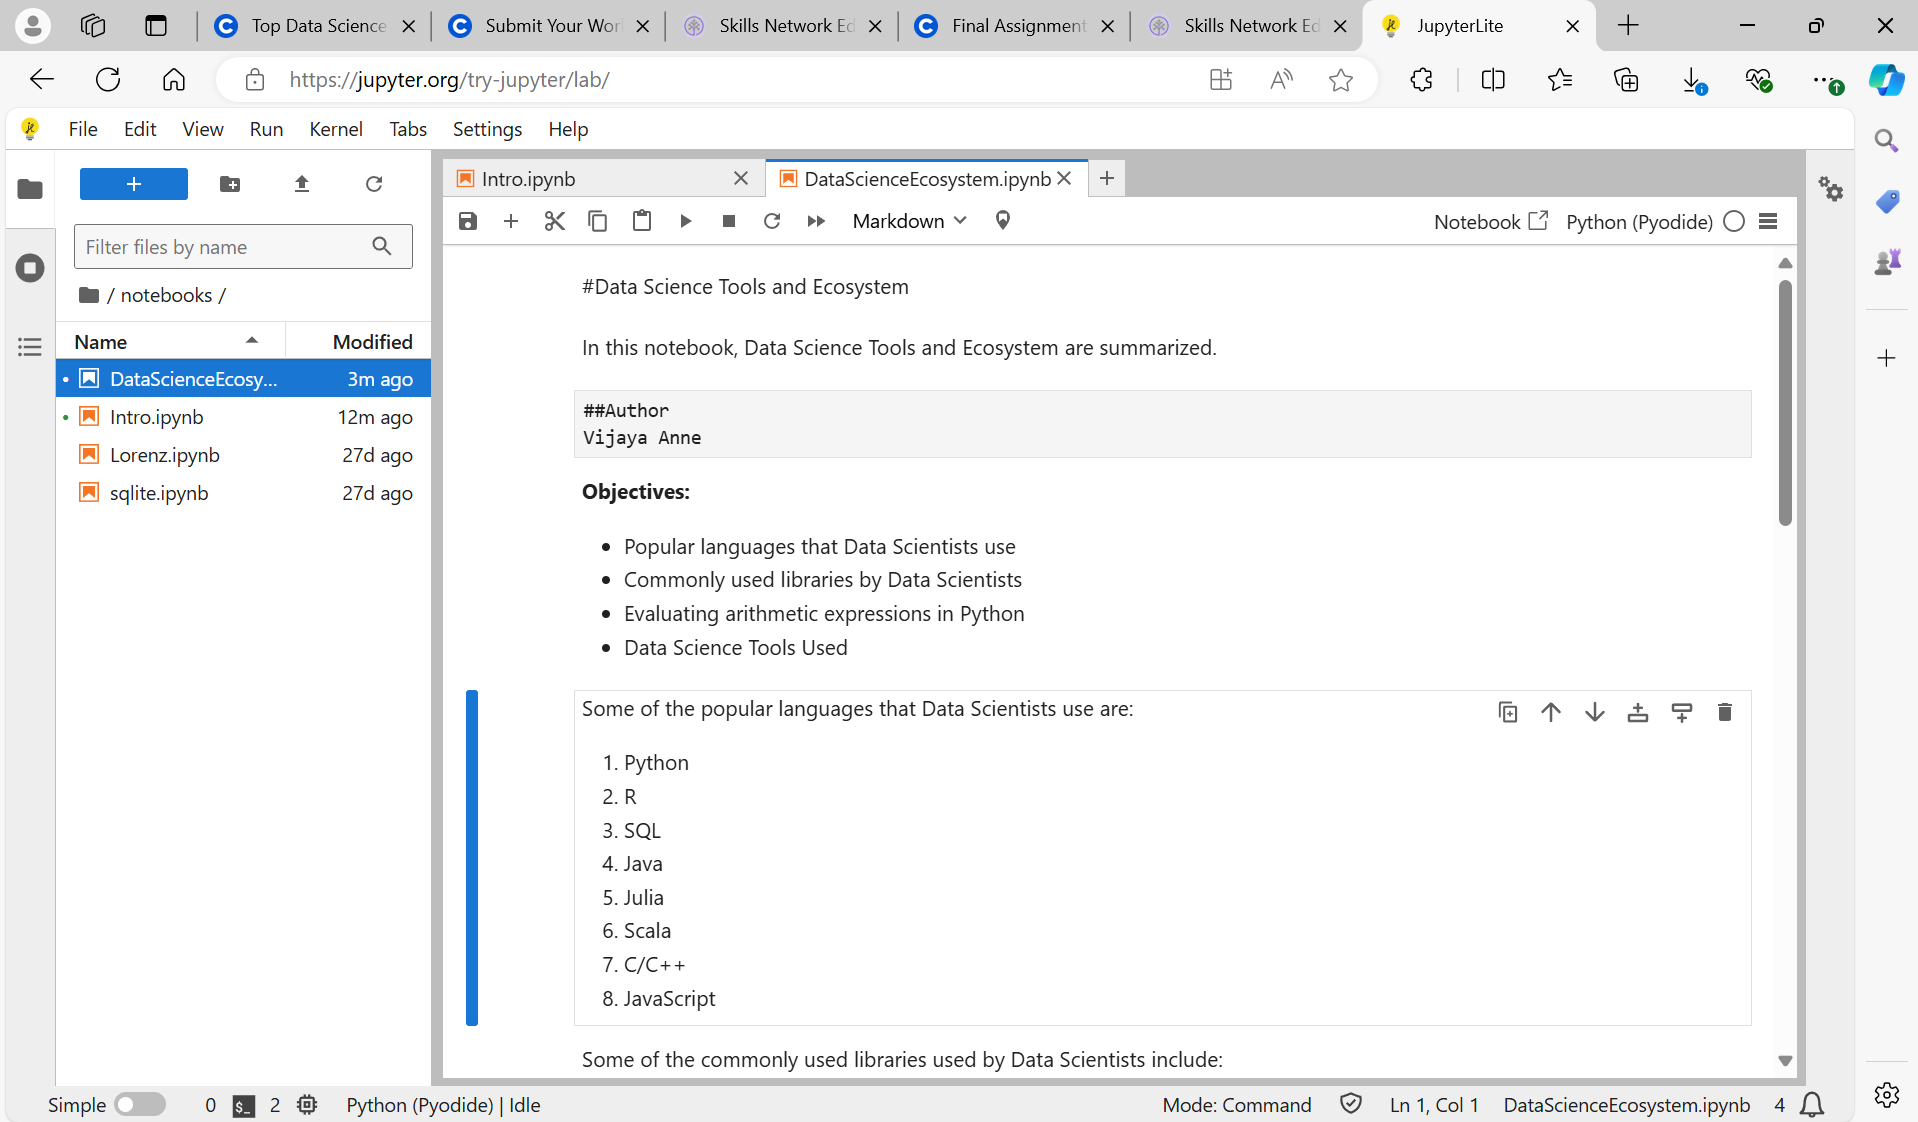 Top Data Science
Submit Your Wor
Skills Network Ed
Final Assignment
Skills Network Ed
JupyterLite
https://jupyter.org/try-jupyter/lab/
File Edit View Run Kernel Tabs Settings Help
Intro.ipynb
DataScienceEcosystem.ipynb
Markdown
Notebook
Python (Pyodide)
Filter files by name
/ notebooks /
Name Modified
DataScienceEcosy... 3m ago
Intro.ipynb 12m ago
Lorenz.ipynb 27d ago
sqlite.ipynb 27d ago
#Data Science Tools and Ecosystem
In this notebook, Data Science Tools and Ecosystem are summarized.
##Author
Vijaya Anne
Objectives:
• Popular languages that Data Scientists use
• Commonly used libraries by Data Scientists
• Evaluating arithmetic expressions in Python
• Data Science Tools Used
Some of the popular languages that Data Scientists use are:
1. Python
2. R
3. SQL
4. Java
5. Julia
6. Scala
7. C/C++
8. JavaScript
Some of the commonly used libraries used by Data Scientists include:
Simple 0 $_ 2 Python (Pyodide) | Idle Mode: Command Ln 1, Col 1 DataScienceEcosystem.ipynb 4